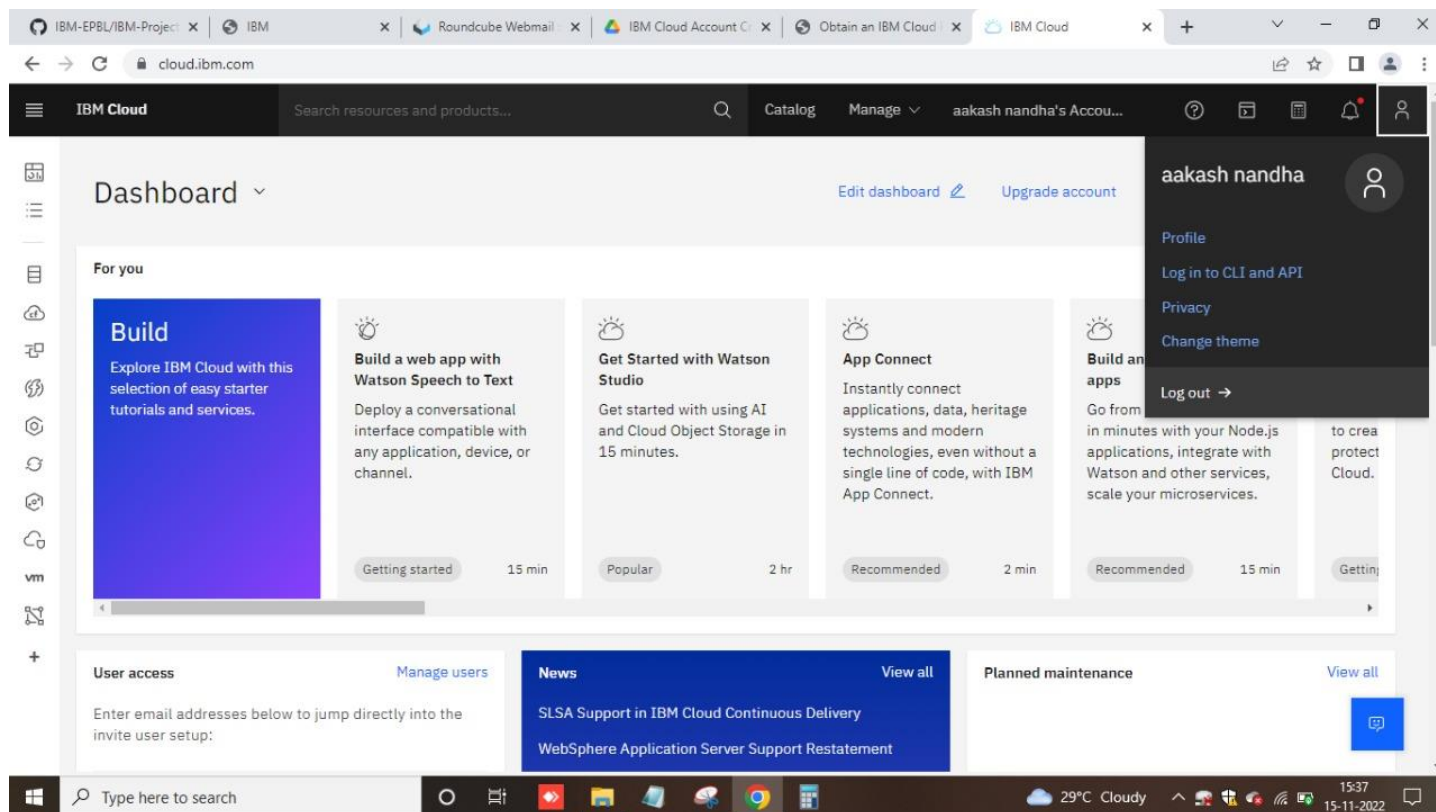 IBM-EPBL/IBM-Project
IBM
Roundcube Webmail
IBM Cloud Account Cr
Obtain an IBM Cloud
IBM Cloud
cloud.ibm.com
IBM Cloud
Search resources and products...
Catalog
Manage
aakash nandha's Accou...
Dashboard
Edit dashboard
Upgrade account
aakash nandha
Profile
Log in to CLI and API
Privacy
Change theme
Log out →
For you
Build
Explore IBM Cloud with this
selection of easy starter
tutorials and services.
Build a web app with
Watson Speech to Text
Deploy a conversational
interface compatible with
any application, device, or
channel.
Getting started
15 min
Get Started with Watson
Studio
Get started with using AI
and Cloud Object Storage in
15 minutes.
Popular
2 hr
App Connect
Instantly connect
applications, data, heritage
systems and modern
technologies, even without a
single line of code, with IBM
App Connect.
Recommended
2 min
Build an
apps
Go from
in minutes with your Node.js
applications, integrate with
Watson and other services,
scale your microservices.
Recommended
15 min
to crea
protect
Cloud.
Getting
vm
User access
Manage users
Enter email addresses below to jump directly into the
invite user setup:
News
View all
SLSA Support in IBM Cloud Continuous Delivery
WebSphere Application Server Support Restatement
Planned maintenance
View all
Type here to search
29°C Cloudy
15:37
15-11-2022